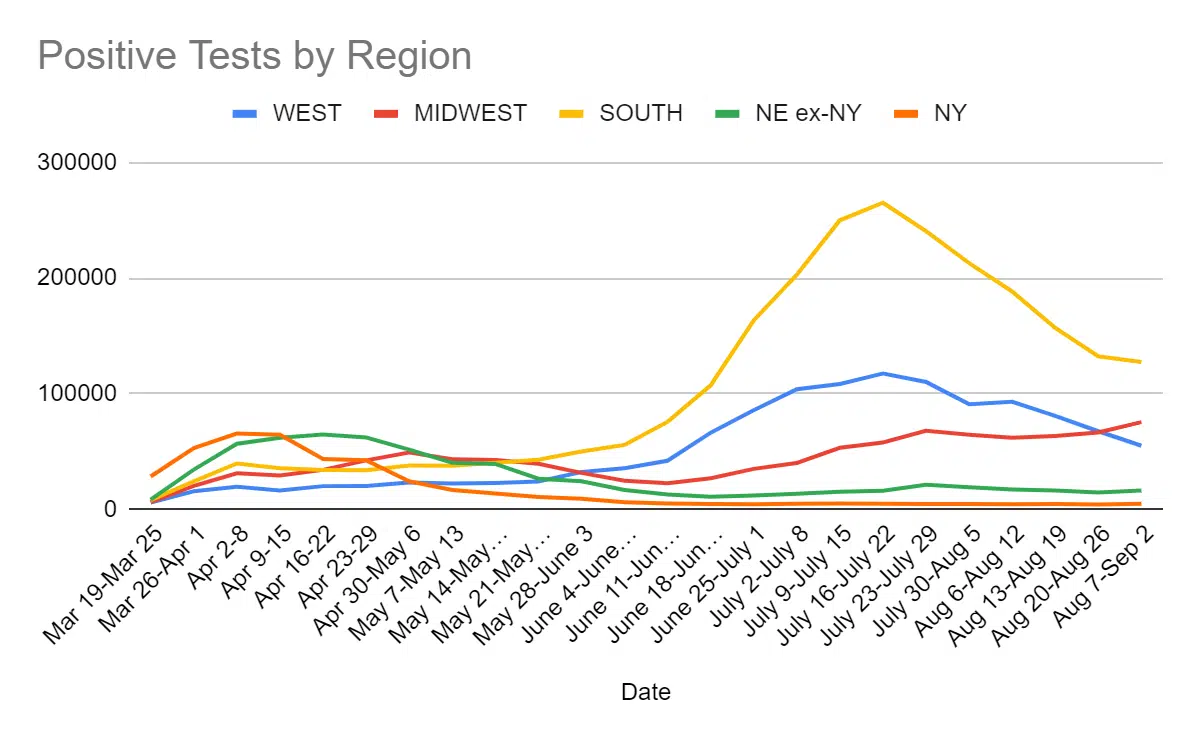 Positive Tests by Region
WEST MIDWEST SOUTH NE ex-NY NY
300000
200000
100000
0
Mar 19-Mar 25
Mar 26-Apr 1
Apr 2-8
Apr 9-15
Apr 16-22
Apr 23-29
Apr 30-May 6
May 7-May 13
May 14-May…
May 21-May…
May 28-June 3
June 4-June…
June 11-Jun…
June 18-Jun…
June 25-July 1
July 2-July 8
July 9-July 15
July 16-July 22
July 23-July 29
July 30-Aug 5
Aug 6-Aug 12
Aug 13-Aug 19
Aug 20-Aug 26
Aug 7-Sep 2
Date